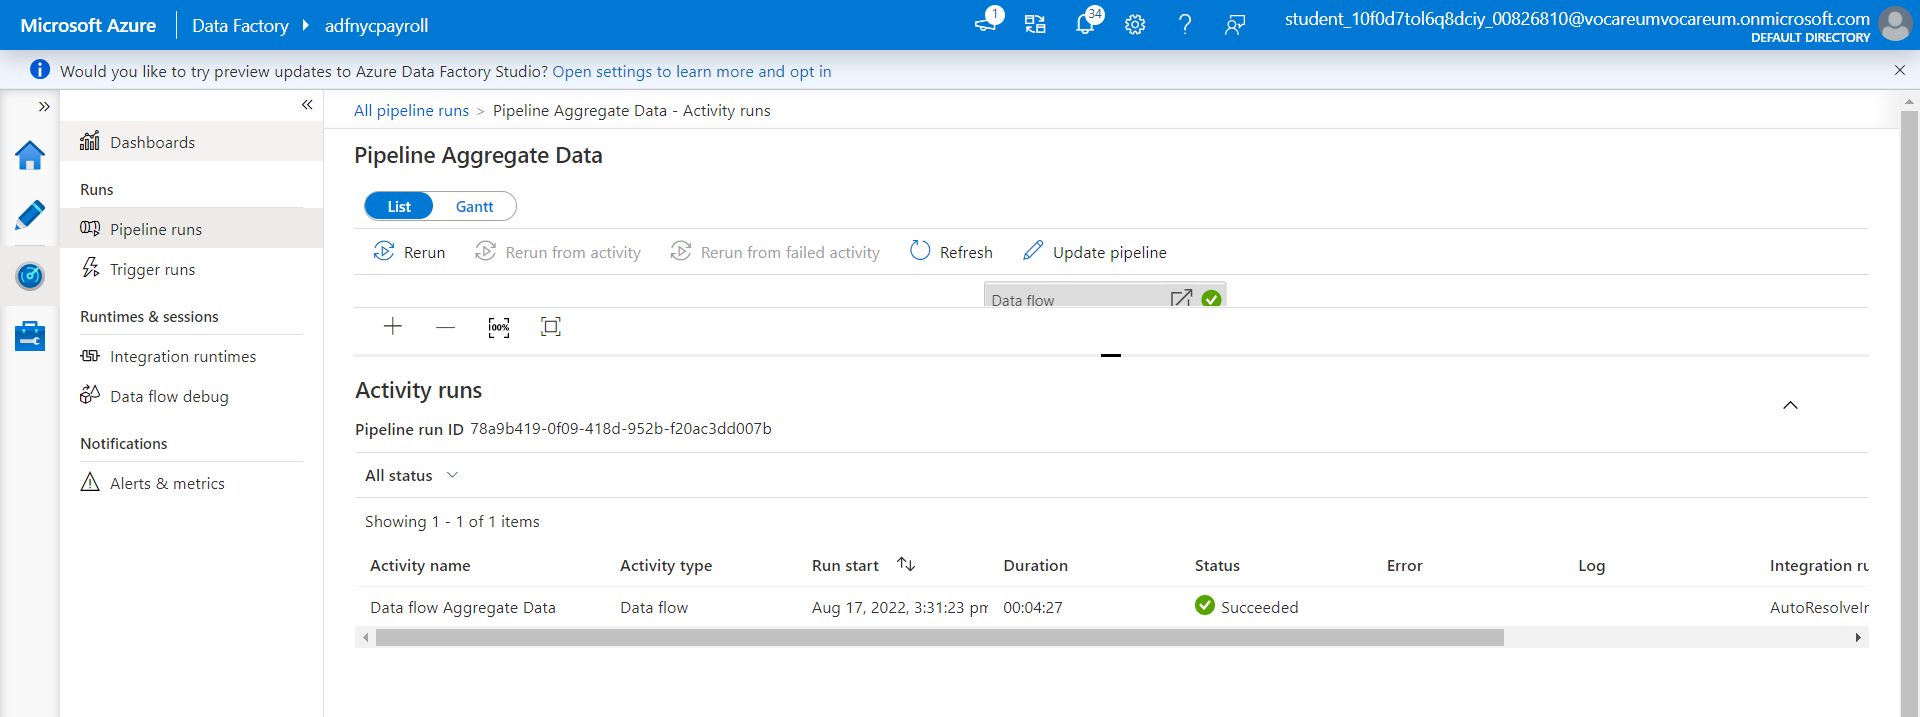 Microsoft Azure
Data Factory
adfnycpayroll
1
34
student_10f0d7tol6q8dciy_00826810@vocareumvocareum.onmicrosoft.com
DEFAULT DIRECTORY
Would you like to try preview updates to Azure Data Factory Studio? Open settings to learn more and opt in
Dashboards
Runs
Pipeline runs
Trigger runs
Runtimes & sessions
Integration runtimes
Data flow debug
Notifications
Alerts & metrics
All pipeline runs > Pipeline Aggregate Data - Activity runs
Pipeline Aggregate Data
List Gantt
Rerun Rerun from activity Rerun from failed activity Refresh Update pipeline
Data flow
100%
Activity runs
Pipeline run ID 78a9b419-0f09-418d-952b-f20ac3dd007b
All status
Showing 1 - 1 of 1 items
Activity name Activity type Run start Duration Status Error Log Integration ru
Data flow Aggregate Data Data flow Aug 17, 2022, 3:31:23 pm 00:04:27 Succeeded AutoResolveIn